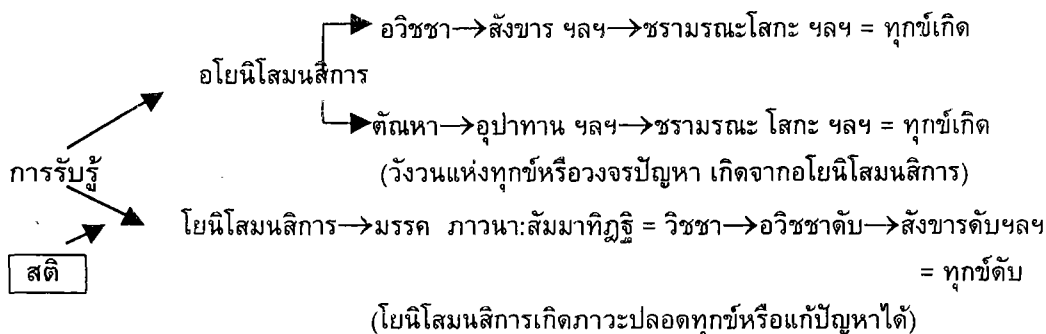 อวิชชา→สังขาร ฯลฯ→ชรามรณะโสกะ ฯลฯ = ทุกข์เกิด
อโยนิโสมนสิการ
ตัณหา→อุปาทาน ฯลฯ→ชรามรณะ โสกะ ฯลฯ = ทุกข์เกิด
การรับรู้
(วังวนแห่งทุกข์หรือวงจรปัญหา เกิดจากอโยนิโสมนสิการ)
โยนิโสมนสิการ→มรรค ภาวนา:สัมมาทิฏฐิ = วิชชา→อวิชชาดับ→สังขารดับฯลฯ
สติ
= ทุกข์ดับ
(โยนิโสมนสิการเกิดภาวะปลอดทุกข์หรือแก้ปัญหาได้)